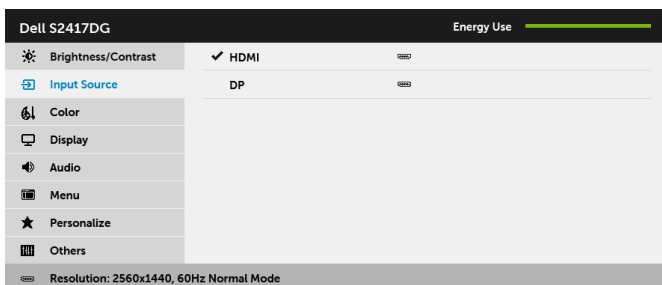 Dell S2417DG
Energy Use
Brightness/Contrast
HDMI
Input Source
DP
Color
Display
Audio
Menu
Personalize
Others
Resolution: 2560x1440, 60Hz Normal Mode